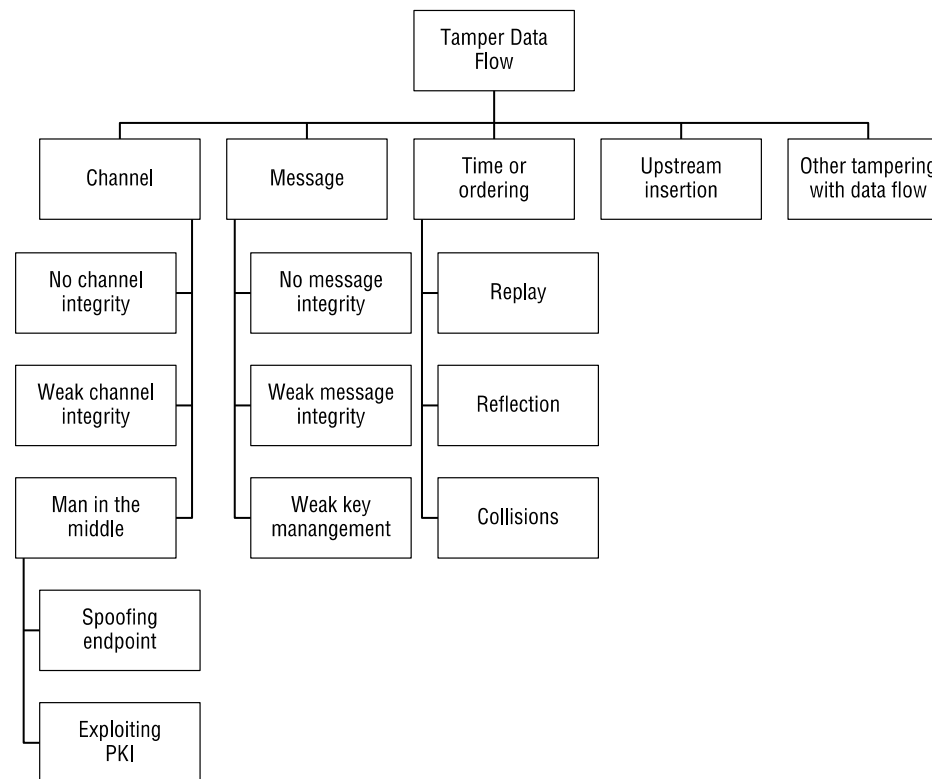 Tamper Data
Flow
Channel
Message
Time or
ordering
Upstream
insertion
Other tampering
with data flow
No channel
integrity
No message
integrity
Replay
Weak channel
integrity
Weak message
integrity
Reflection
Man in the
middle
Weak key
manangement
Collisions
Spoofing
endpoint
Exploiting
PKI